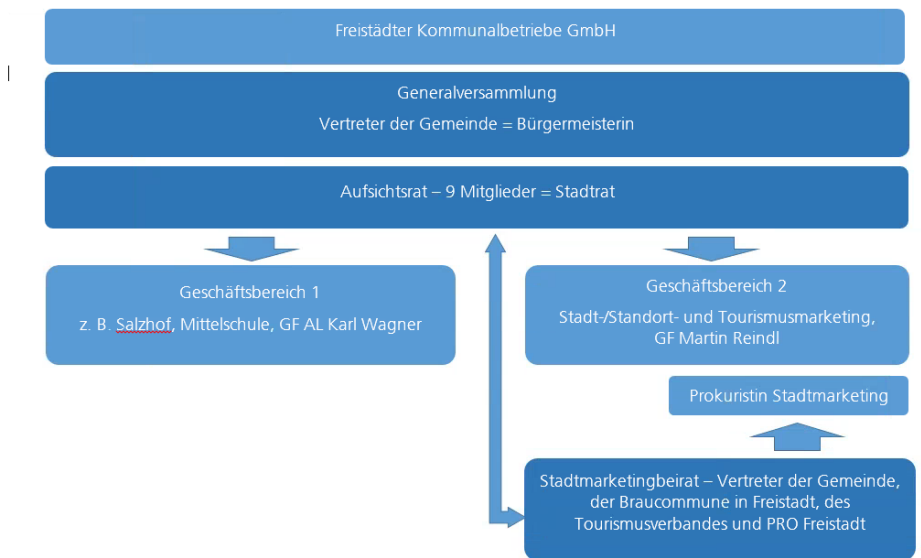 Freistädter Kommunalbetriebe GmbH
Generalversammlung
Vertreter der Gemeinde = Bürgermeisterin
Aufsichtsrat – 9 Mitglieder = Stadtrat
Geschäftsbereich 1
z. B. Salzhof, Mittelschule, GF AL Karl Wagner
Geschäftsbereich 2
Stadt-/Standort- und Tourismusmarketing,
GF Martin Reindl
Prokuristin Stadtmarketing
Stadtmarketingbeirat – Vertreter der Gemeinde,
der Braucommune in Freistadt, des
Tourismusverbandes und PRO Freistadt